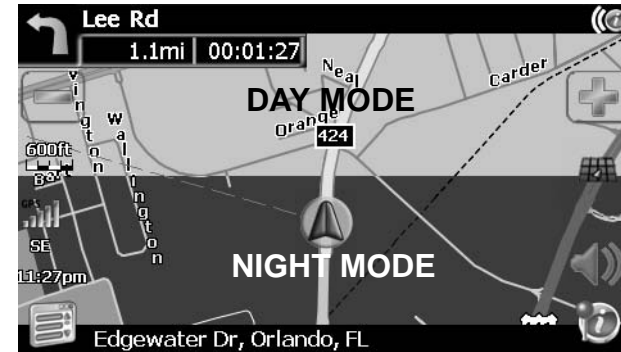 Lee Rd
1.1mi 00:01:27
Neal
Carder
DAY MODE
Orange
424
Wallington
600ft
GPS
SE
NIGHT MODE
11:27pm
Edgewater Dr, Orlando, FL